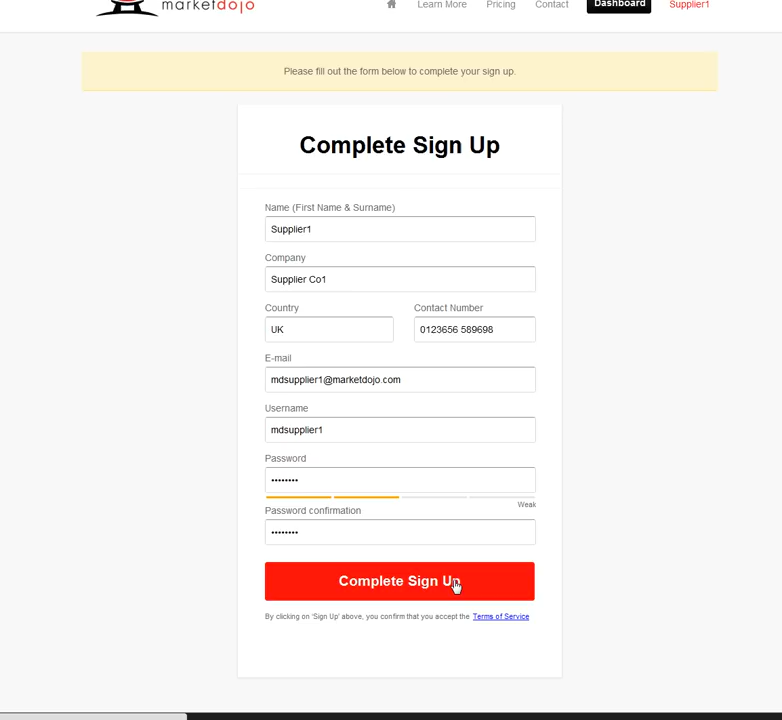 marketdojo
Learn More Pricing Contact Dashboard Supplier1
Please fill out the form below to complete your sign up.
Complete Sign Up
Name (First Name & Surname)
Supplier1
Company
Supplier Co1
Country Contact Number
UK 0123656 589698
E-mail
mdsupplier1@marketdojo.com
Username
mdsupplier1
Password
••••••••
Weak
Password confirmation
••••••••
Complete Sign Up
By clicking on 'Sign Up' above, you confirm that you accept the Terms of Service